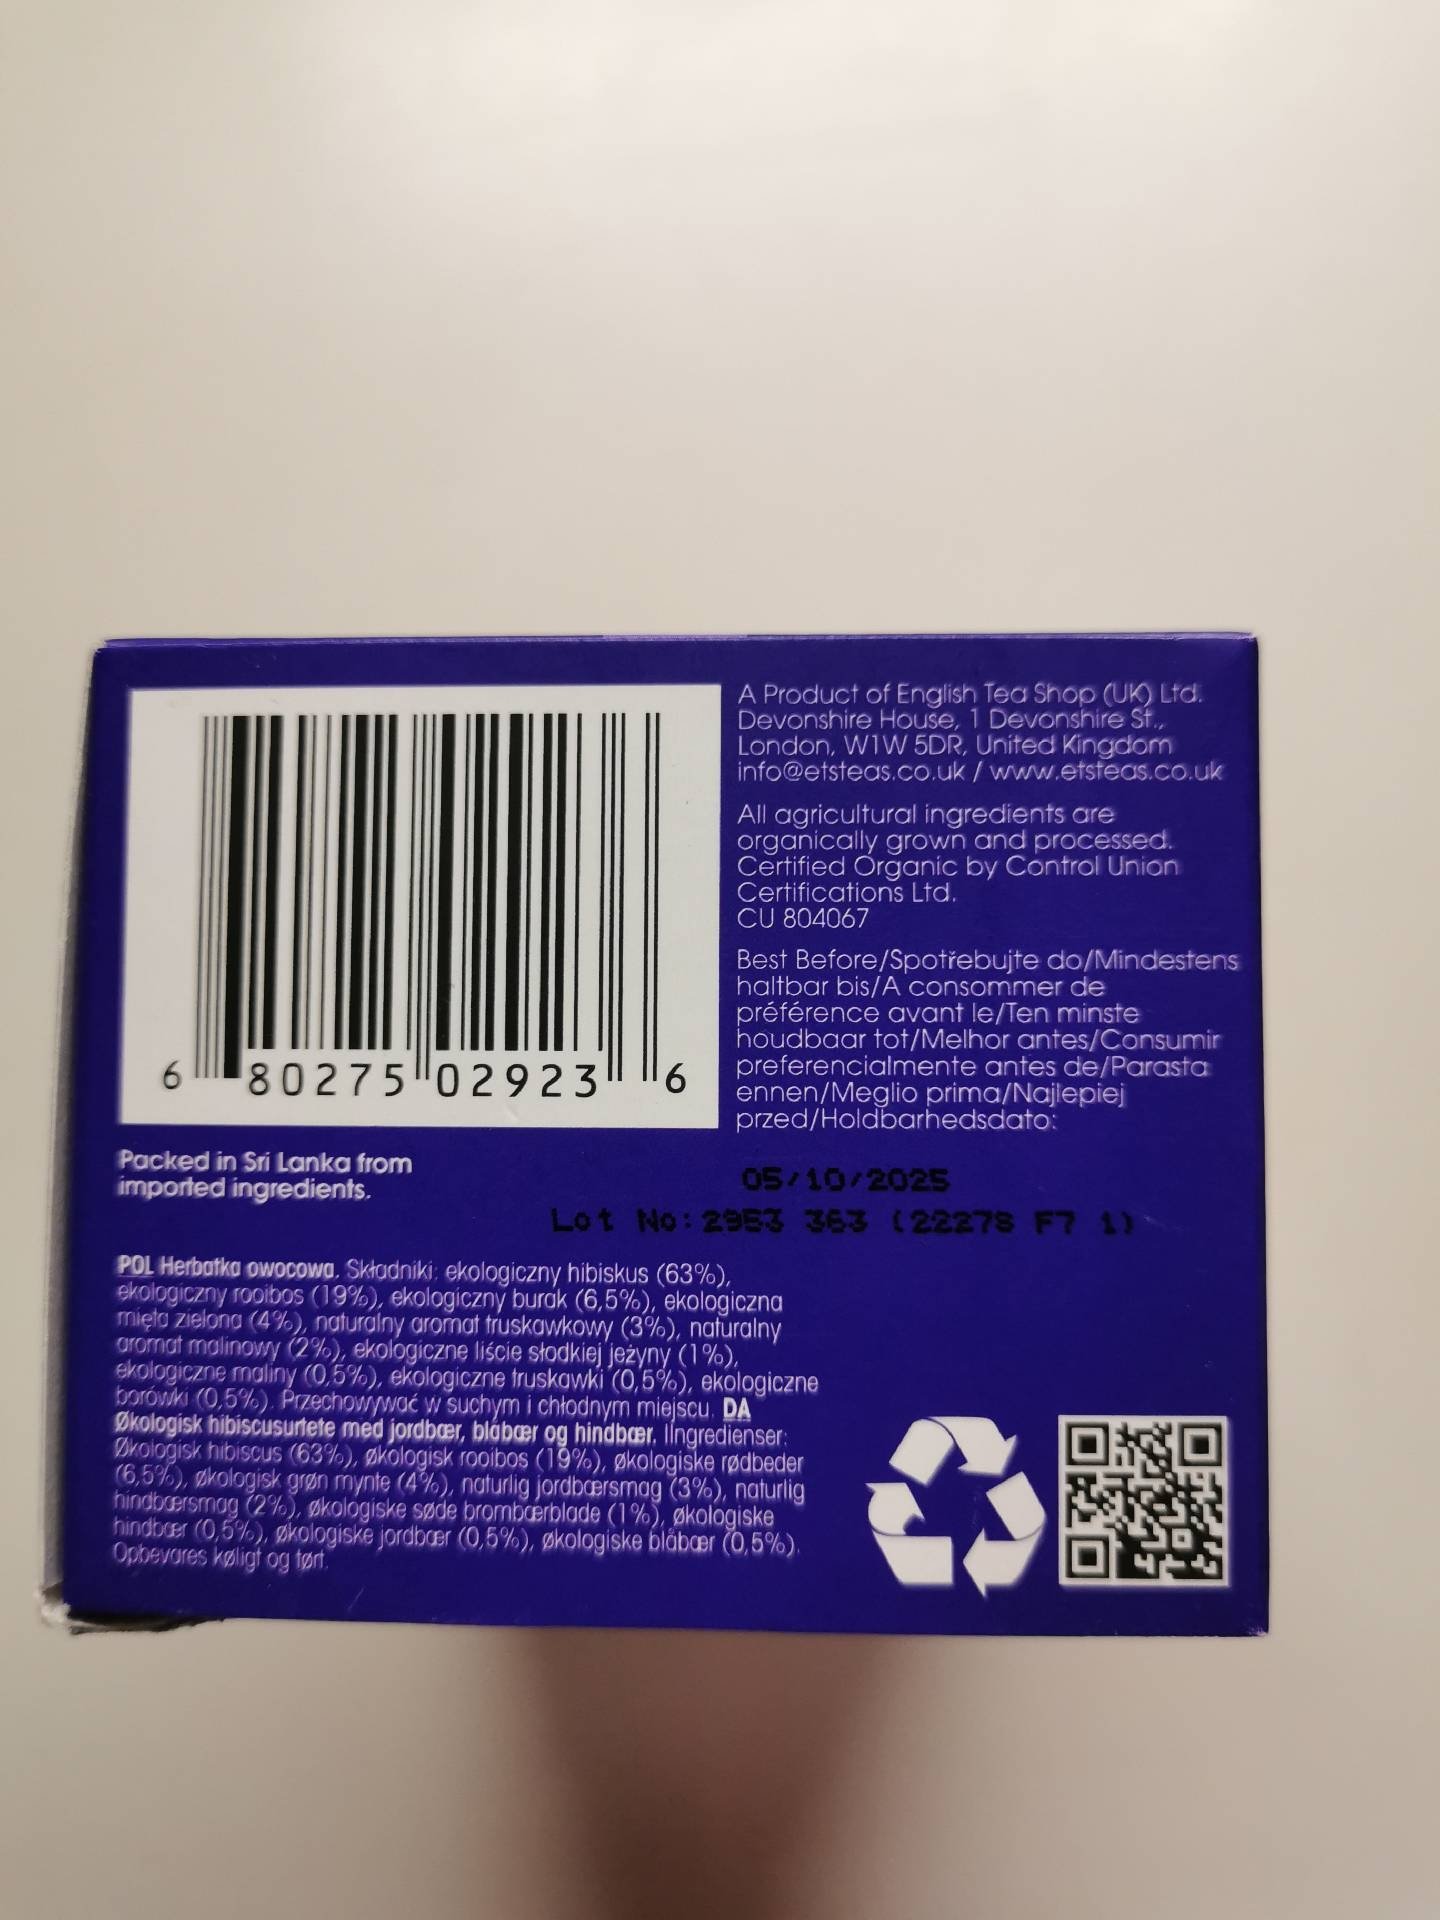 A Product of English Tea Shop (UK) Ltd.
Devonshire House, 1 Devonshire St.,
London, W1W 5DR, United Kingdom
info@etsteas.co.uk / www.etsteas.co.uk
All agricultural ingredients are
organically grown and processed.
Certified Organic by Control Union
Certifications Ltd.
CU 804067
Best Before/Spotřebujte do/Mindestens
haltbar bis/A consommer de
préférence avant le/Ten minste
houdbaar tot/Melhor antes/Consumir
preferencialmente antes de/Parasta
ennen/Meglio prima/Najlepiej
przed/Holdbarhedsdato:
6 80275 02923 6
Packed in Sri Lanka from
imported ingredients.
05/10/2025
Lot No: 2953 363 (22278 F7 1)
POL Herbatka owocowa. Składniki: ekologiczny hibiskus (63%),
ekologiczny rooibos (19%), ekologiczny burak (6,5%), ekologiczna
mięta zielona (4%), naturalny aromat truskawkowy (3%), naturalny
aromat malinowy (2%), ekologiczne liście słodkiej jeżyny (1%),
ekologiczne maliny (0,5%), ekologiczne truskawki (0,5%), ekologiczne
borówki (0,5%). Przechowywać w suchym i chłodnym miejscu. DA
Økologisk hibiscusurtete med jordbær, blåbær og hindbær. IIngredienser:
Økologisk hibiscus (63%), økologisk rooibos (19%), økologiske rødbeder
(6,5%), økologisk grøn mynte (4%), naturlig jordbærsmag (3%), naturlig
hindbærsmag (2%), økologiske søde brombærblade (1%), økologiske
hindbær (0,5%), økologiske jordbær (0,5%), økologiske blåbær (0,5%).
Opbevares køligt og tørt.